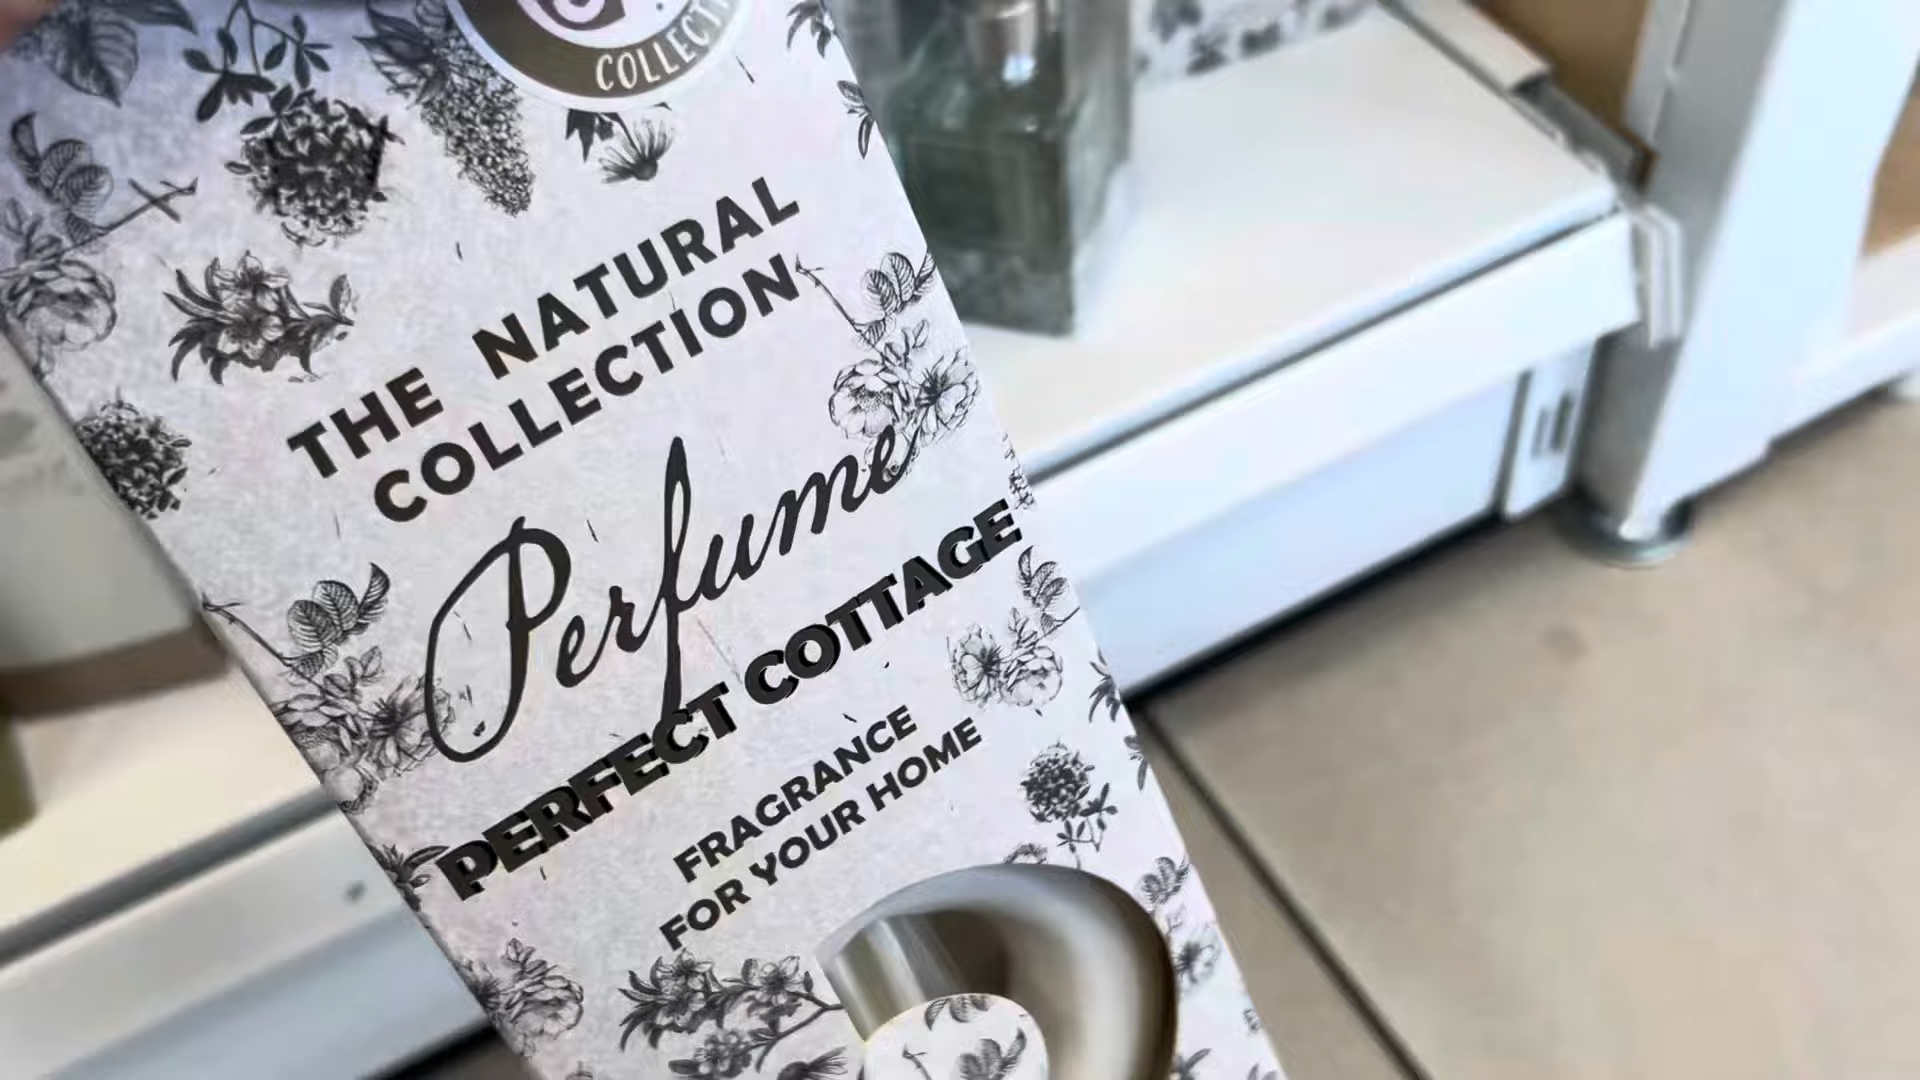 COLLECT
THE NATURAL
COLLECTION
Perfume
PERFECT COTTAGE
FRAGRANCE
FOR YOUR HOME